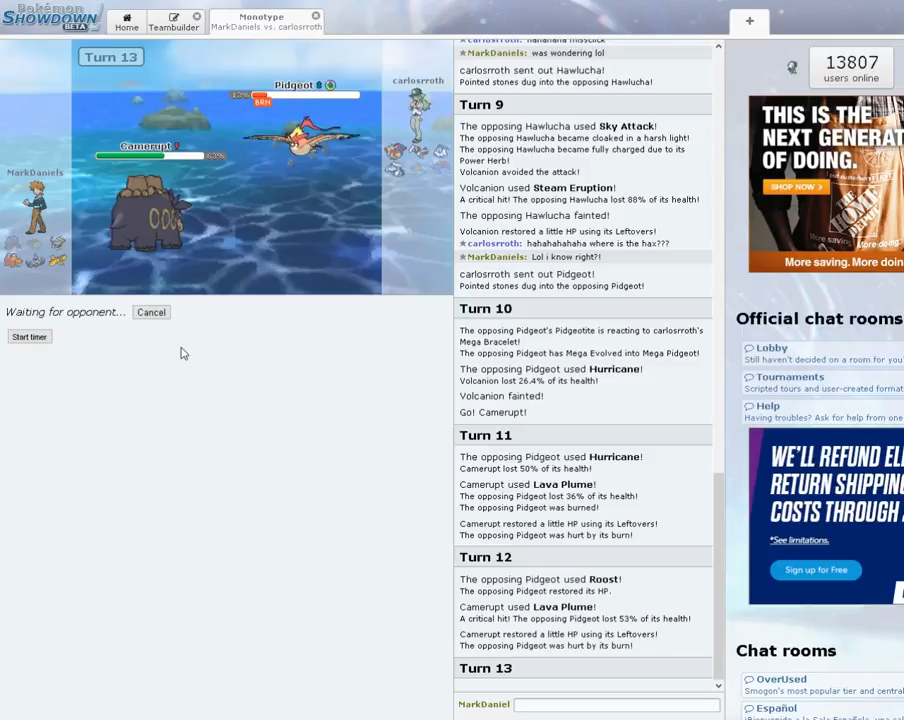 Pokémon
SHOWDOWN
BETA
Home
Teambuilder
Monotype
MarkDaniels vs. carlosrroth
+
Turn 13
Pidgeot
BRN
carlosrroth
Camerupt
MarkDaniels
Waiting for opponent...
Cancel
Start timer
MarkDaniels: was wondering lol
carlosrroth sent out Hawlucha!
Pointed stones dug into the opposing Hawlucha!
Turn 9
The opposing Hawlucha used Sky Attack!
The opposing Hawlucha became cloaked in a harsh light!
The opposing Hawlucha became fully charged due to its
Power Herb!
Volcanion avoided the attack!
Volcanion used Steam Eruption!
A critical hit! The opposing Hawlucha lost 88% of its health!
The opposing Hawlucha fainted!
Volcanion restored a little HP using its Leftovers!
carlosrroth: hahahahahaha where is the hax???
MarkDaniels: Lol i know right?!
carlosrroth sent out Pidgeot!
Pointed stones dug into the opposing Pidgeot!
Turn 10
The opposing Pidgeot's Pidgeotite is reacting to carlosrroth's
Mega Bracelet!
The opposing Pidgeot has Mega Evolved into Mega Pidgeot!
The opposing Pidgeot used Hurricane!
Volcanion lost 26.4% of its health!
Volcanion fainted!
Go! Camerupt!
Turn 11
The opposing Pidgeot used Hurricane!
Camerupt lost 50% of its health!
Camerupt used Lava Plume!
The opposing Pidgeot lost 36% of its health!
The opposing Pidgeot was burned!
Camerupt restored a little HP using its Leftovers!
The opposing Pidgeot was hurt by its burn!
Turn 12
The opposing Pidgeot used Roost!
The opposing Pidgeot restored its HP.
Camerupt used Lava Plume!
A critical hit! The opposing Pidgeot lost 53% of its health!
Camerupt restored a little HP using its Leftovers!
The opposing Pidgeot was hurt by its burn!
Turn 13
MarkDaniel
13807
users online
THIS IS THE
NEXT GENERAT
OF DOING.
SHOP NOW >
THE
HOME
More saving. More doin
Official chat rooms
Lobby
Still haven't decided on a room for you
Tournaments
Scripted tours and user-created format
Help
Having troubles? Ask for help from one
WE'LL REFUND ELI
RETURN SHIPPING
COSTS THROUGH
*See limitations.
Sign up for Free
Chat rooms
OverUsed
Smogon's most popular tier and central
Español